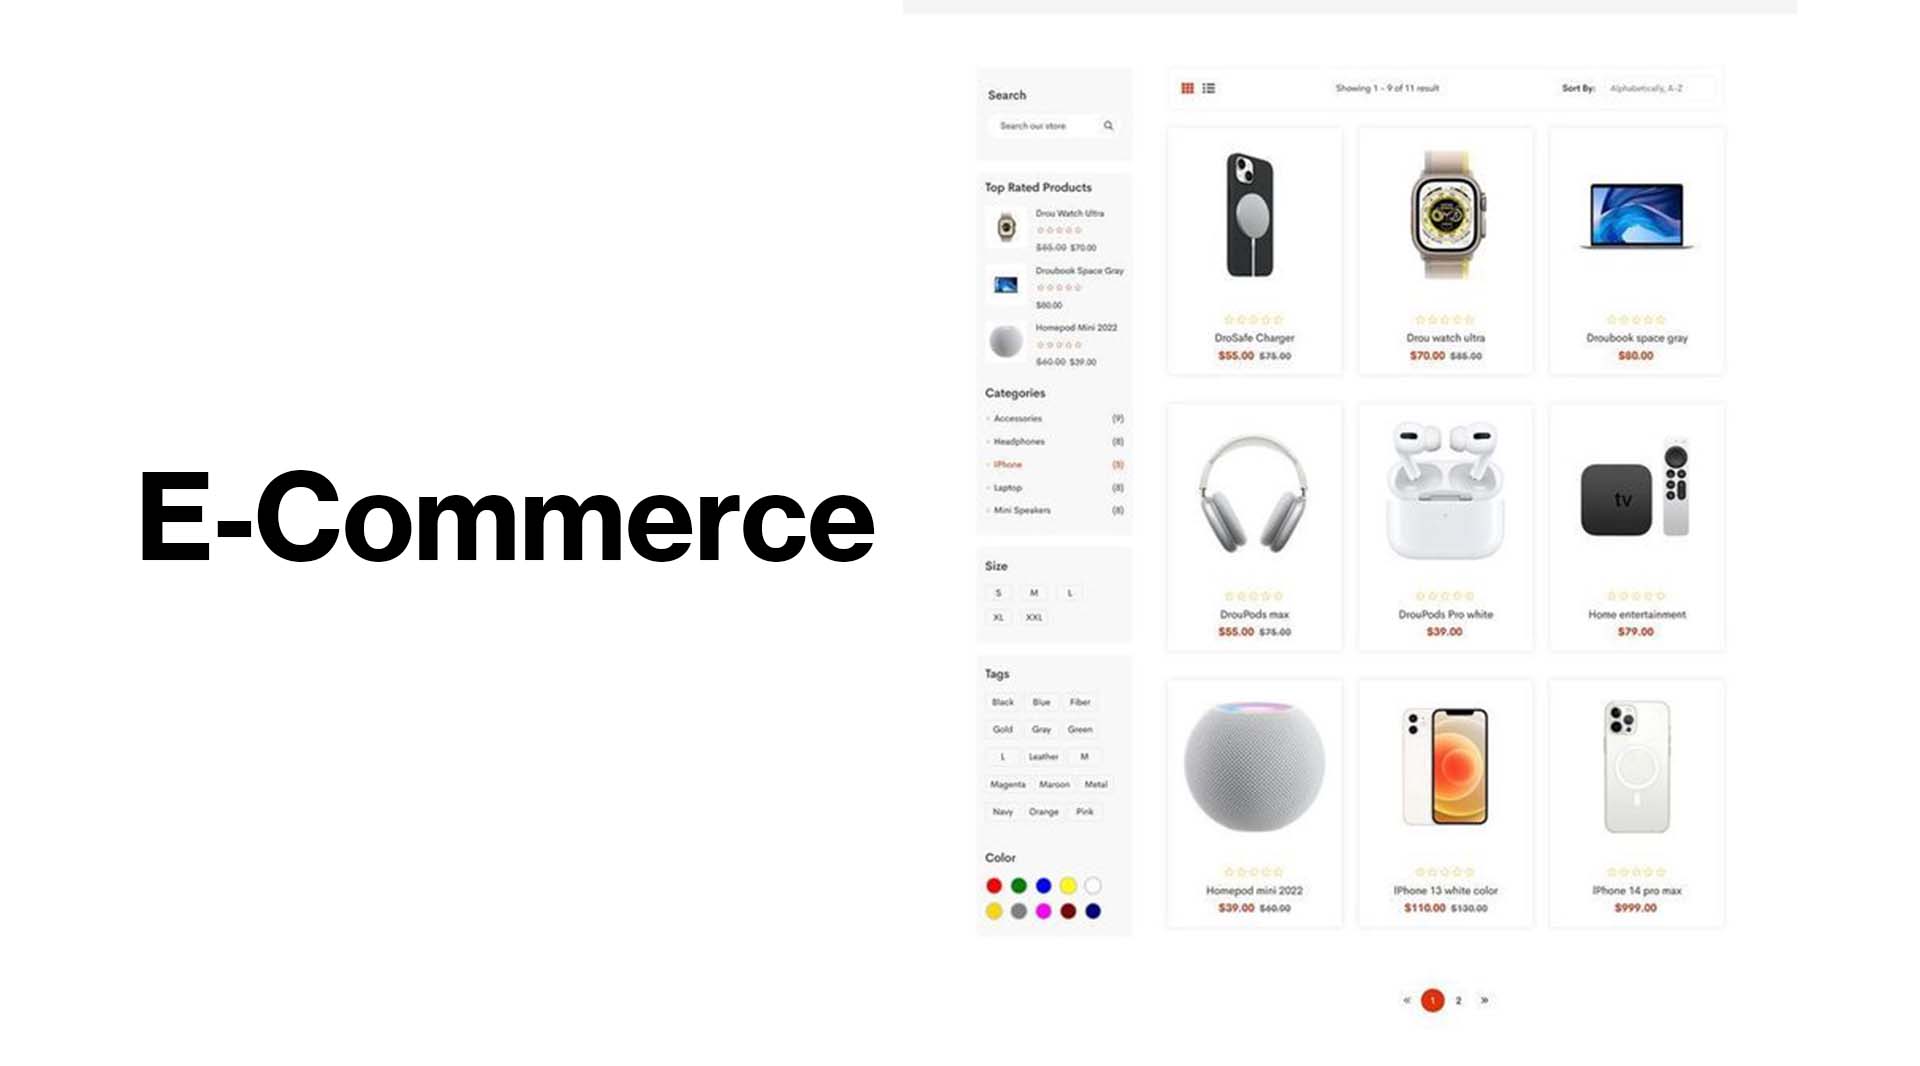 E-Commerce
Search
Search our store
Top Rated Products
Drou Watch Ultra
$85.00 $70.00
Droubook Space Gray
$80.00
Homepod Mini 2022
$60.00 $39.00
Categories
Accessories (9)
Headphones (8)
IPhone (8)
Laptop (8)
Mini Speakers (8)
Size
S M L
XL XXL
Tags
Black Blue Fiber
Gold Gray Green
L Leather M
Magenta Maroon Metal
Navy Orange Pink
Color
Showing 1 - 9 of 11 result
Sort By: Alphabetically, A-Z
DroSafe Charger
$55.00 $75.00
Drou watch ultra
$70.00 $85.00
Droubook space gray
$80.00
DrouPods max
$55.00 $75.00
DrouPods Pro white
$39.00
tv
Home entertainment
$79.00
Homepod mini 2022
$39.00 $60.00
IPhone 13 white color
$110.00 $130.00
IPhone 14 pro max
$999.00
« 1 2 »